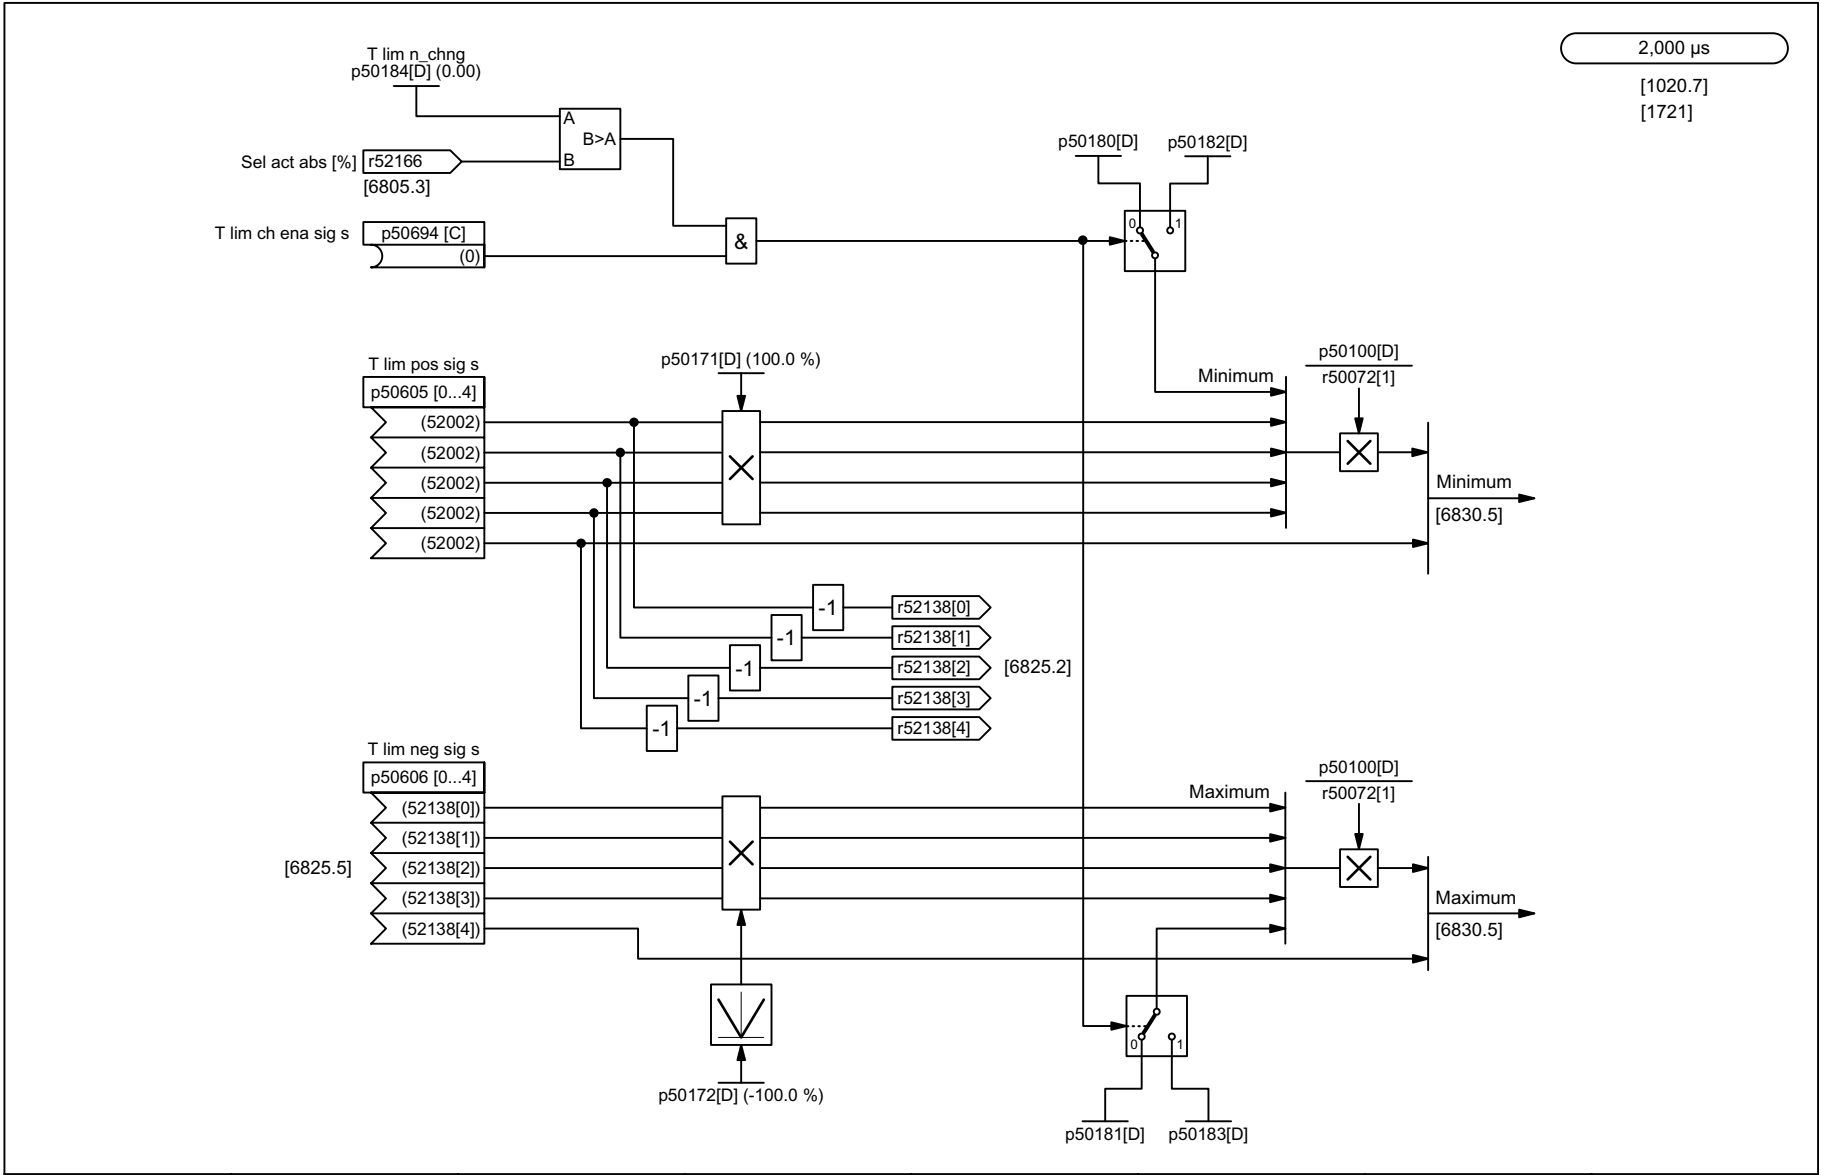 T lim n_chng
p50184[D] (0.00)
2,000 µs
[1020.7]
[1721]
A
B>A
B
Sel act abs [%]
r52166
[6805.3]
p50180[D]
p50182[D]
0
1
T lim ch ena sig s
p50694 [C]
(0)
&
T lim pos sig s
p50605 [0...4]
(52002)
(52002)
(52002)
(52002)
(52002)
p50171[D] (100.0 %)
Minimum
p50100[D]
r50072[1]
Minimum
[6830.5]
-1
r52138[0]
-1
r52138[1]
-1
r52138[2]
[6825.2]
-1
r52138[3]
-1
r52138[4]
T lim neg sig s
p50606 [0...4]
(52138[0])
(52138[1])
(52138[2])
(52138[3])
(52138[4])
[6825.5]
Maximum
p50100[D]
r50072[1]
Maximum
[6830.5]
p50172[D] (-100.0 %)
0
1
p50181[D]
p50183[D]